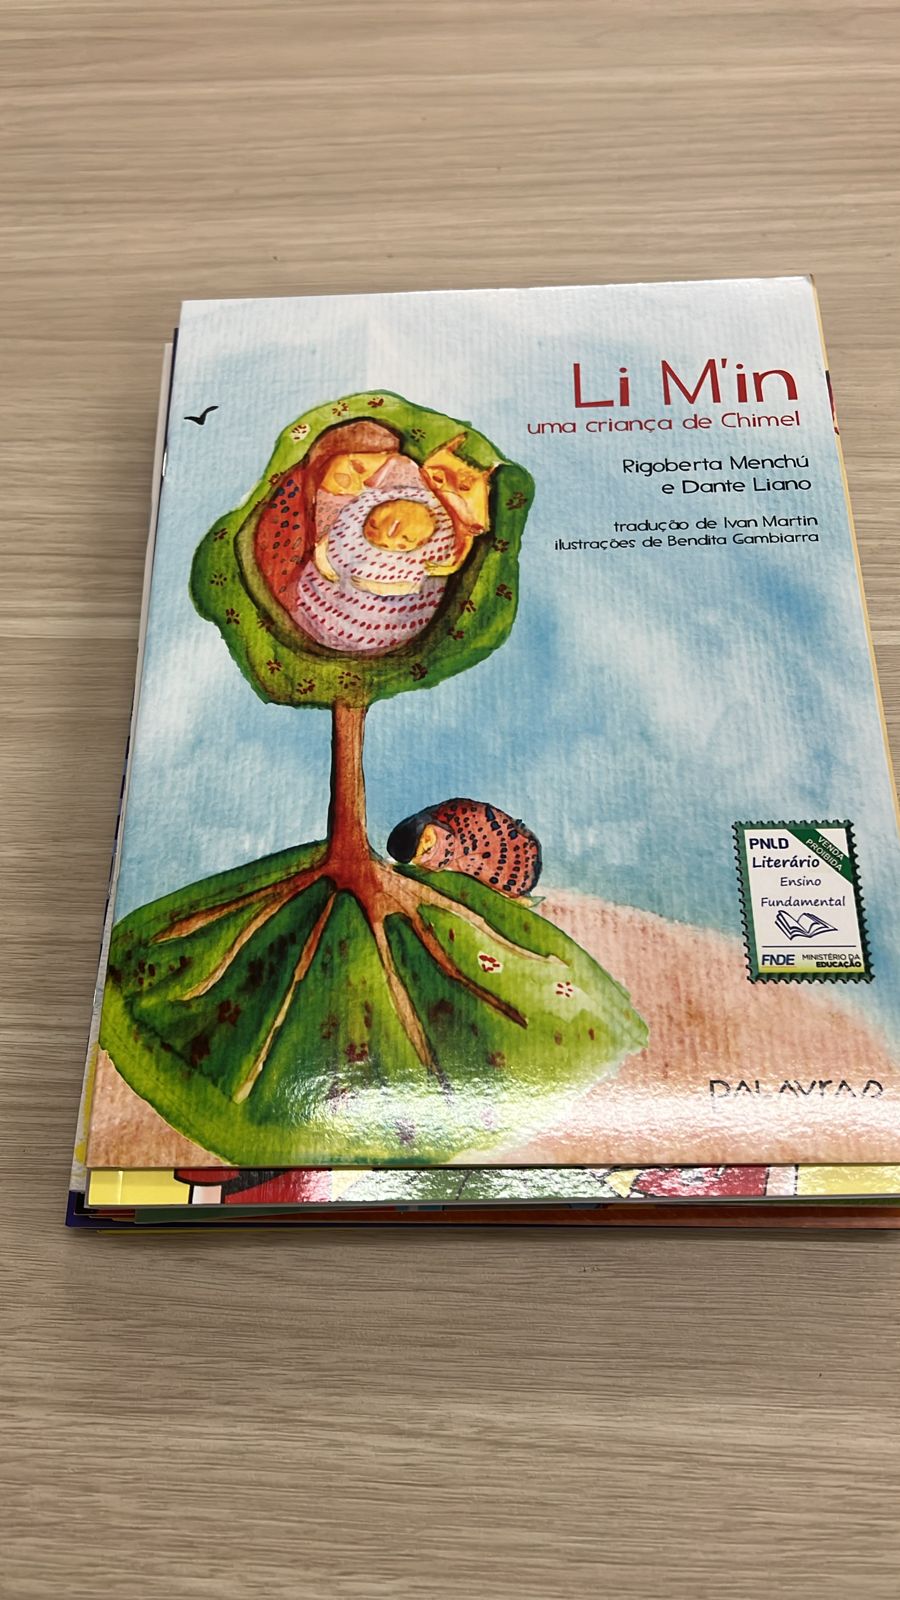 Li M'in
uma criança de Chimel
Rigoberta Menchú
e Dante Liano
tradução de Ivan Martin
ilustrações de Bendita Gambiarra
PNLD
Literário
VENDA
PROIBIDA
Ensino
Fundamental
FNDE
MINISTÉRIO DA
EDUCAÇÃO
PALAVRAS